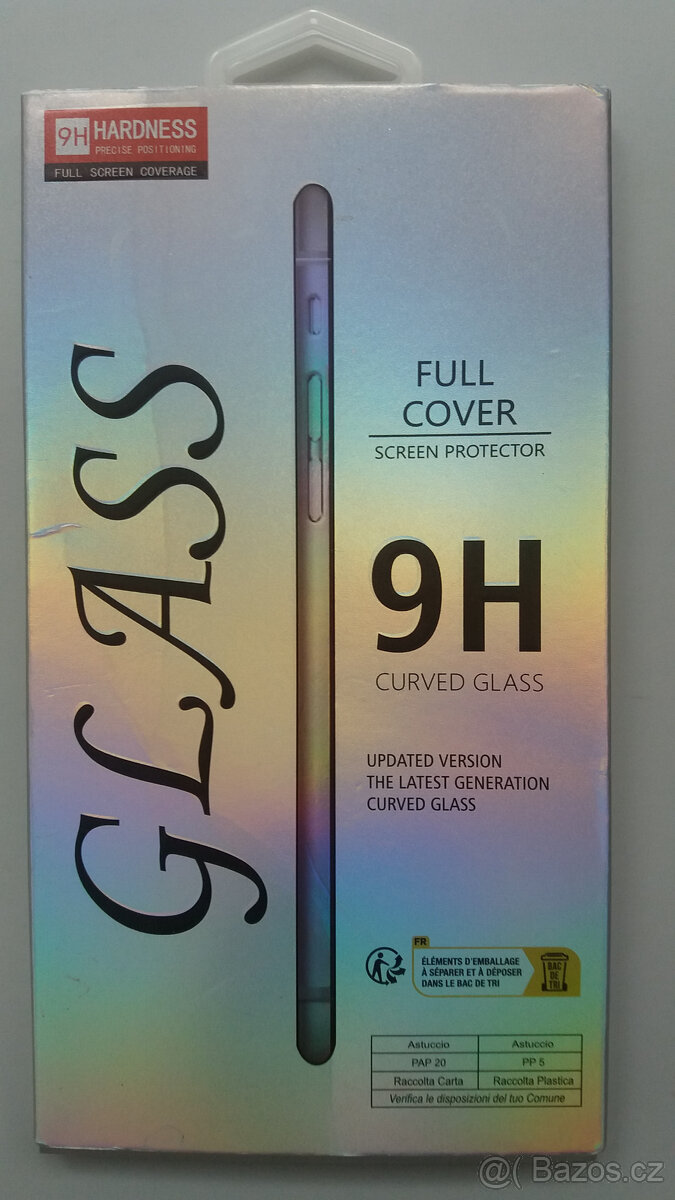 9H HARDNESS
PRECISE POSITIONING
FULL SCREEN COVERAGE
GLASS
FULL
COVER
SCREEN PROTECTOR
9H
CURVED GLASS
UPDATED VERSION
THE LATEST GENERATION
CURVED GLASS
FR
ÉLÉMENTS D'EMBALLAGE
À SÉPARER ET À DÉPOSER
DANS LE BAC DE TRI
BAC
DE
TRI
Astuccio Astuccio
PAP 20 PP 5
Raccolta Carta Raccolta Plastica
Verifica le disposizioni del tuo Comune
@( Bazos.cz